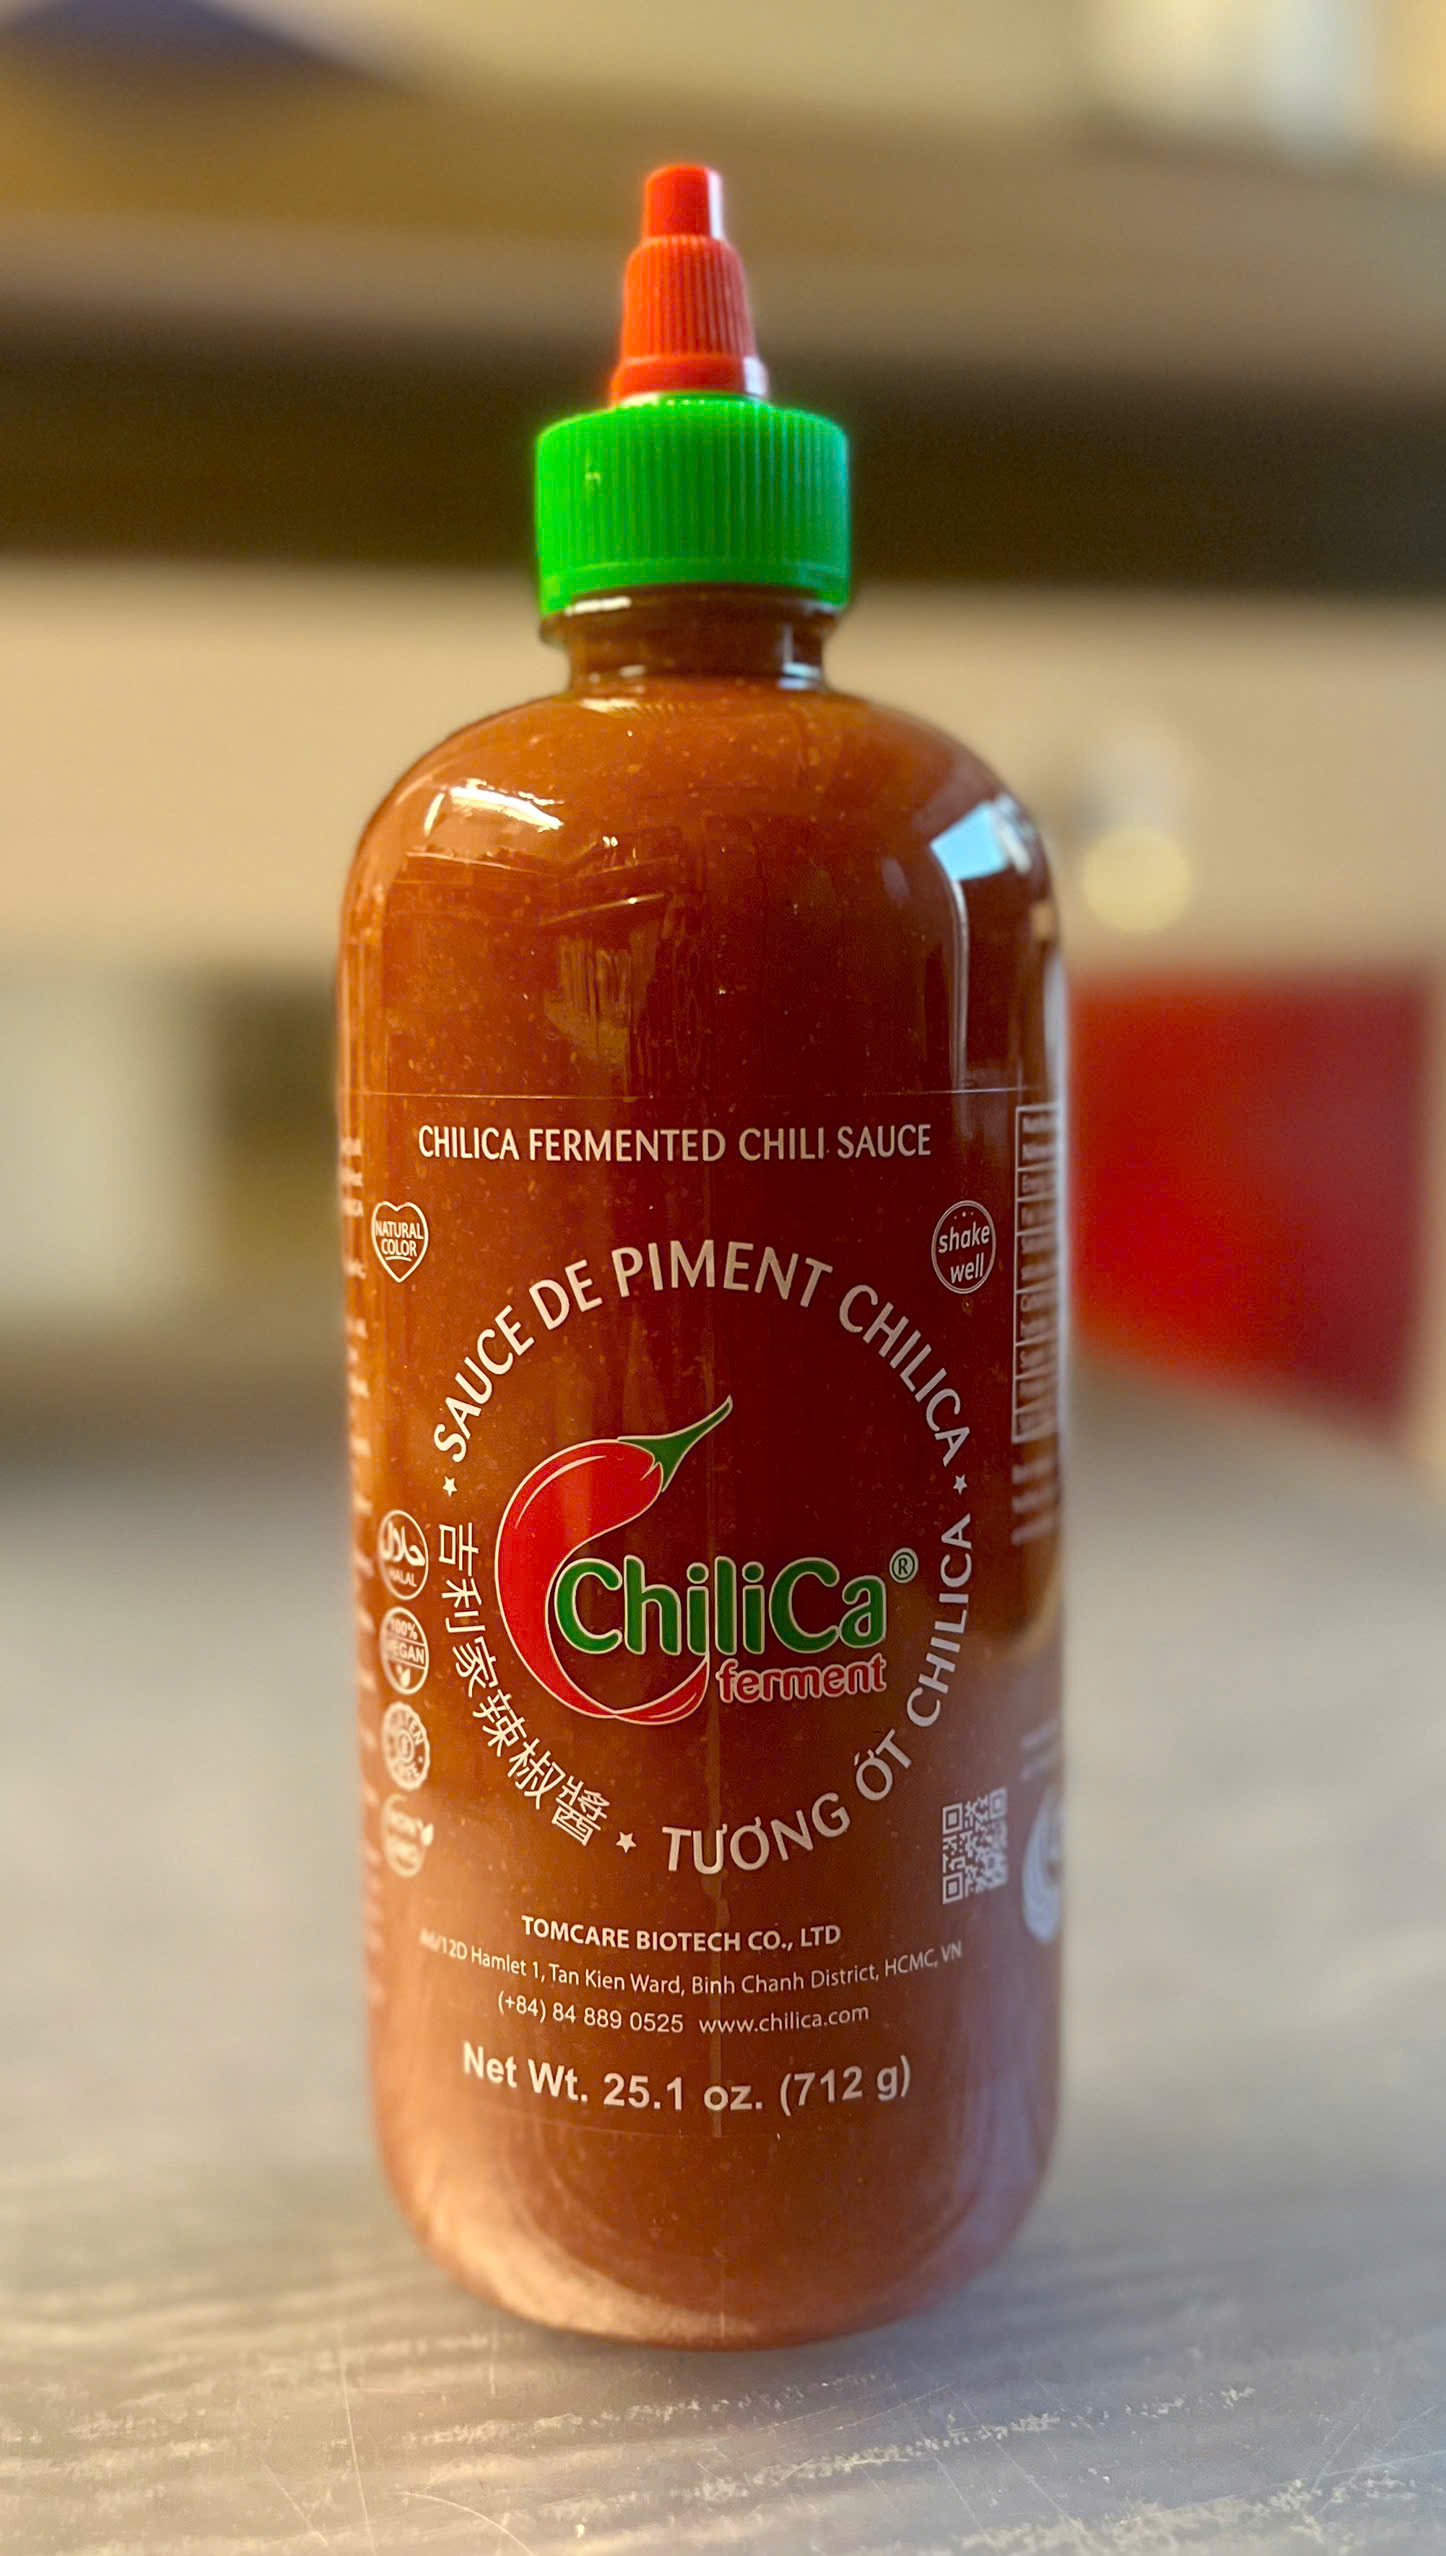 CHILICA FERMENTED CHILI SAUCE
NATURAL
COLOR
shake
well
SAUCE DE PIMENT CHILICA
吉利家辣椒醬
TƯƠNG ỚT CHILICA
ChiliCa®
ferment
حلال
HALAL
100%
VEGAN
TOMCARE BIOTECH CO., LTD
Hamlet 1, Tan Kien Ward, Binh Chanh District, HCMC, VN
(+84) 84 889 0525 www.chilica.com
Net Wt. 25.1 oz. (712 g)